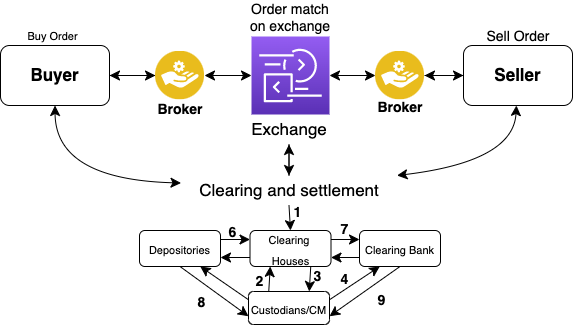 Order match
on exchange
Buy Order
Sell Order
Buyer
Seller
Broker
Broker
Exchange
Clearing and settlement
1
6
7
Depositories
Clearing
Houses
Clearing Bank
2
3
4
8
9
Custodians/CM